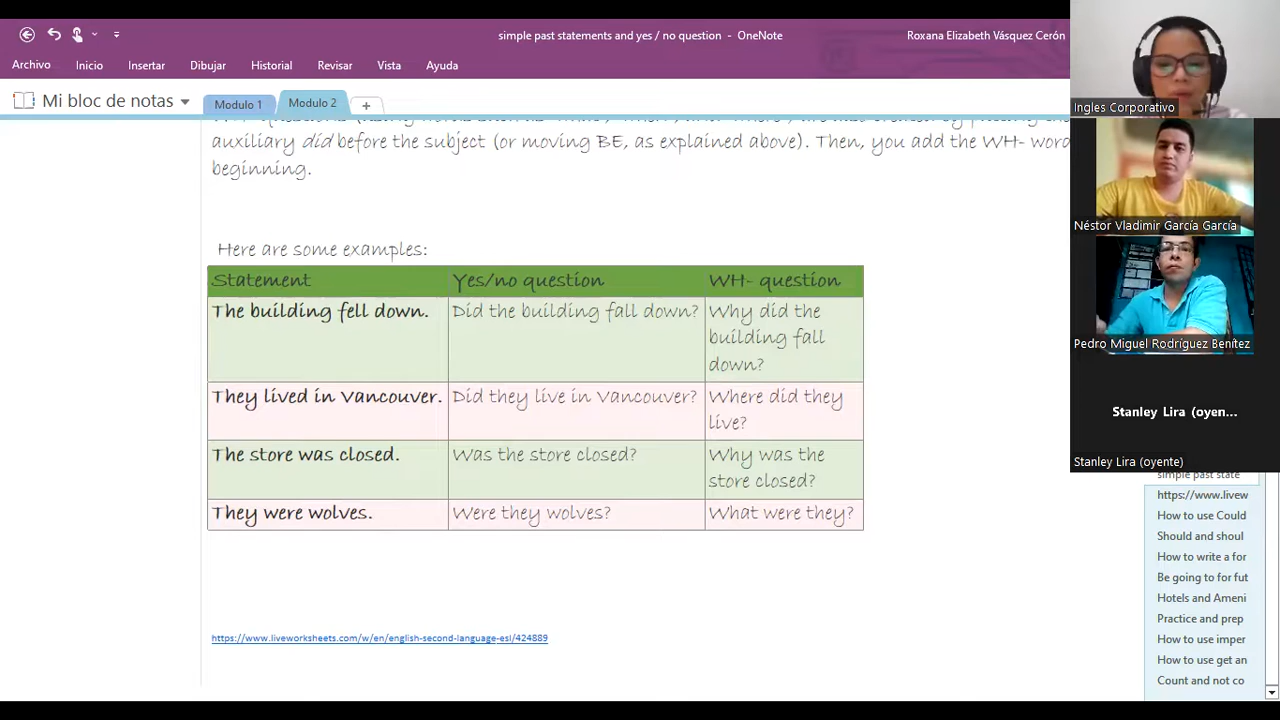 simple past statements and yes / no question - OneNote
Roxana Elizabeth Vásquez Cerón
Archivo Inicio Insertar Dibujar Historial Revisar Vista Ayuda
Mi bloc de notas
Modulo 1 Modulo 2 +
auxiliary did before the subject (or moving BE, as explained above). Then, you add the WH- word
beginning.
Here are some examples:
Statement Yes/no question WH- question
The building fell down. Did the building fall down? Why did the
building fall
down?
They lived in Vancouver. Did they live in Vancouver? Where did they
live?
The store was closed. Was the store closed? Why was the
store closed?
They were wolves. Were they wolves? What were they?
https://www.liveworksheets.com/w/en/english-second-language-esl/424889
Ingles Corporativo
Néstor Vladimir García García
Pedro Miguel Rodríguez Benítez
Stanley Lira (oyen...
Stanley Lira (oyente)
simple past state
https://www.livew
How to use Could
Should and shoul
How to write a for
Be going to for fut
Hotels and Ameni
Practice and prep
How to use imper
How to use get an
Count and not co